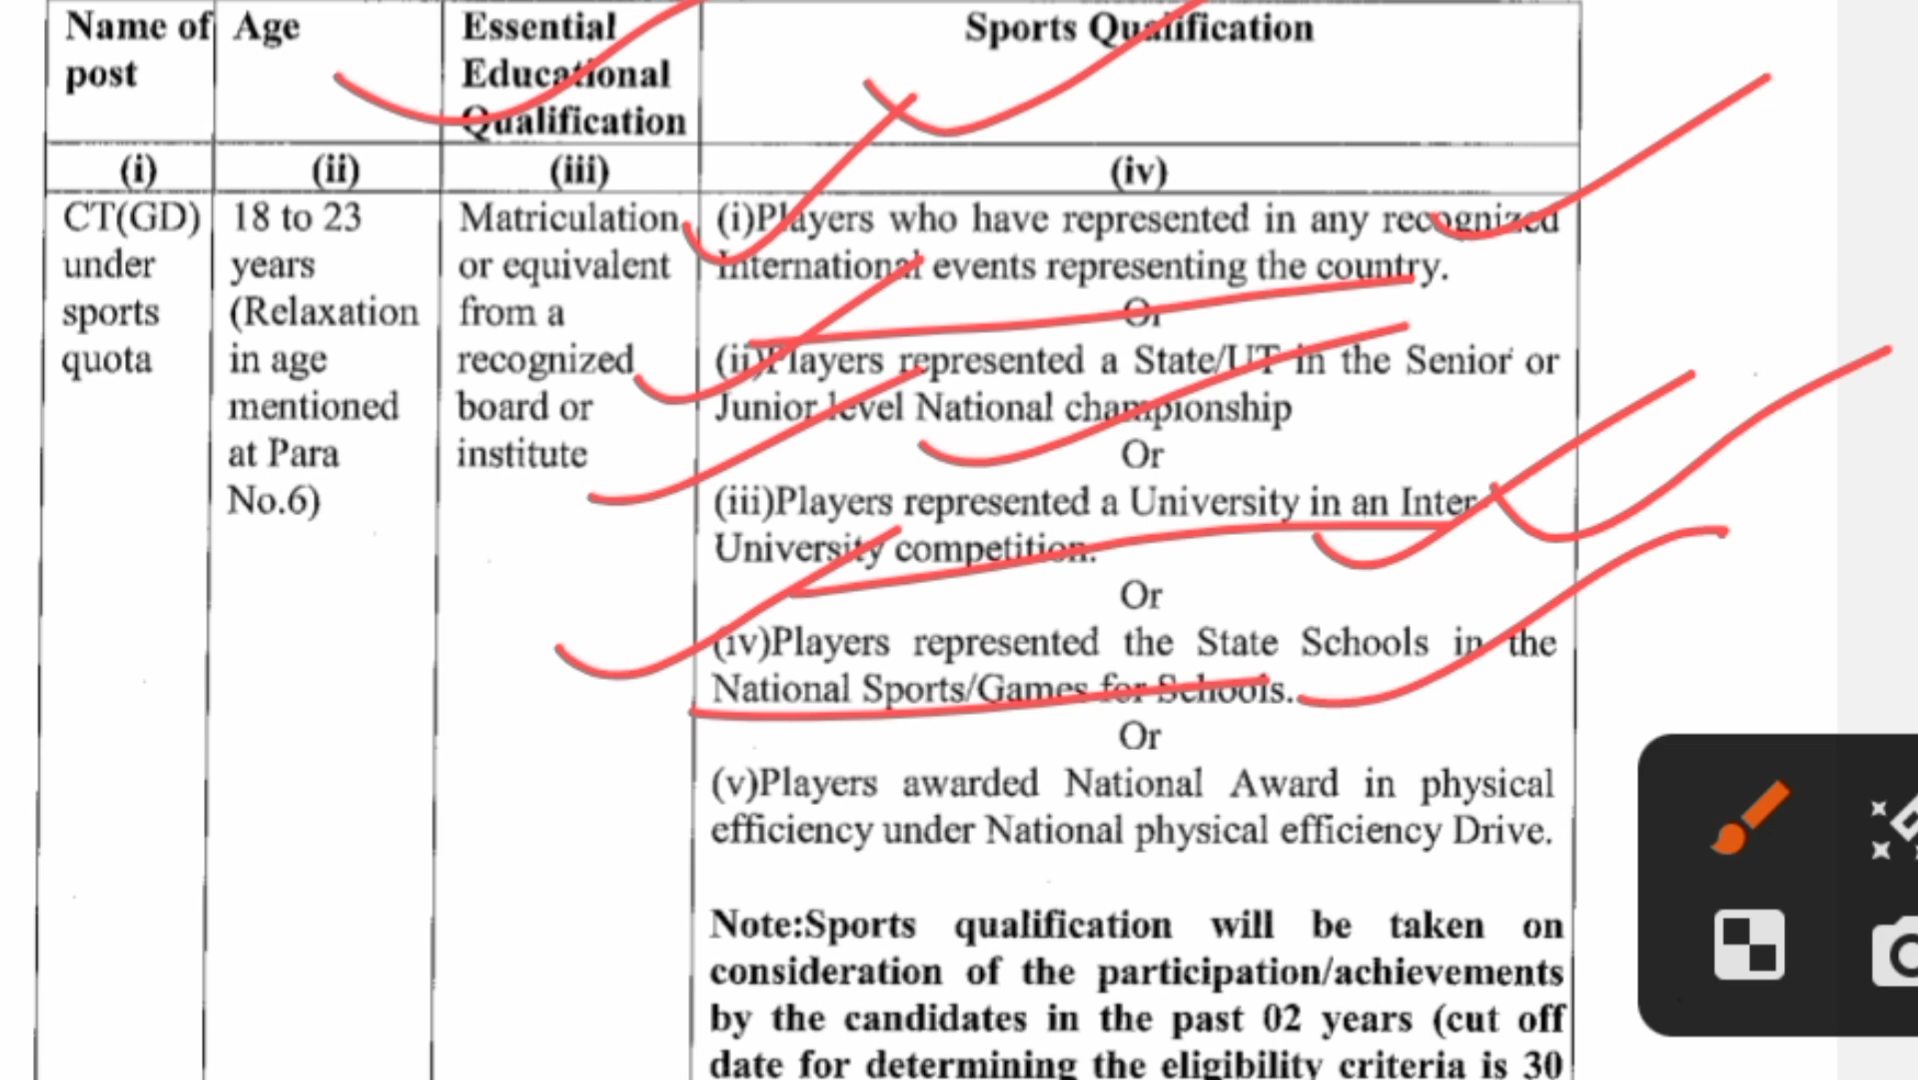 Name of
post
Age
Essential
Educational
Qualification
Sports Qualification
(i)
(ii)
(iii)
(iv)
CT(GD)
under
sports
quota
18 to 23
years
(Relaxation
in age
mentioned
at Para
No.6)
Matriculation
or equivalent
from a
recognized
board or
institute
(i)Players who have represented in any recognized
International events representing the country.
Or
(ii)Players represented a State/UT in the Senior or
Junior level National championship
Or
(iii)Players represented a University in an Inter
University competition.
Or
(iv)Players represented the State Schools in the
National Sports/Games for Schools.
Or
(v)Players awarded National Award in physical
efficiency under National physical efficiency Drive.
Note:Sports qualification will be taken on
consideration of the participation/achievements
by the candidates in the past 02 years (cut off
date for determining the eligibility criteria is 30